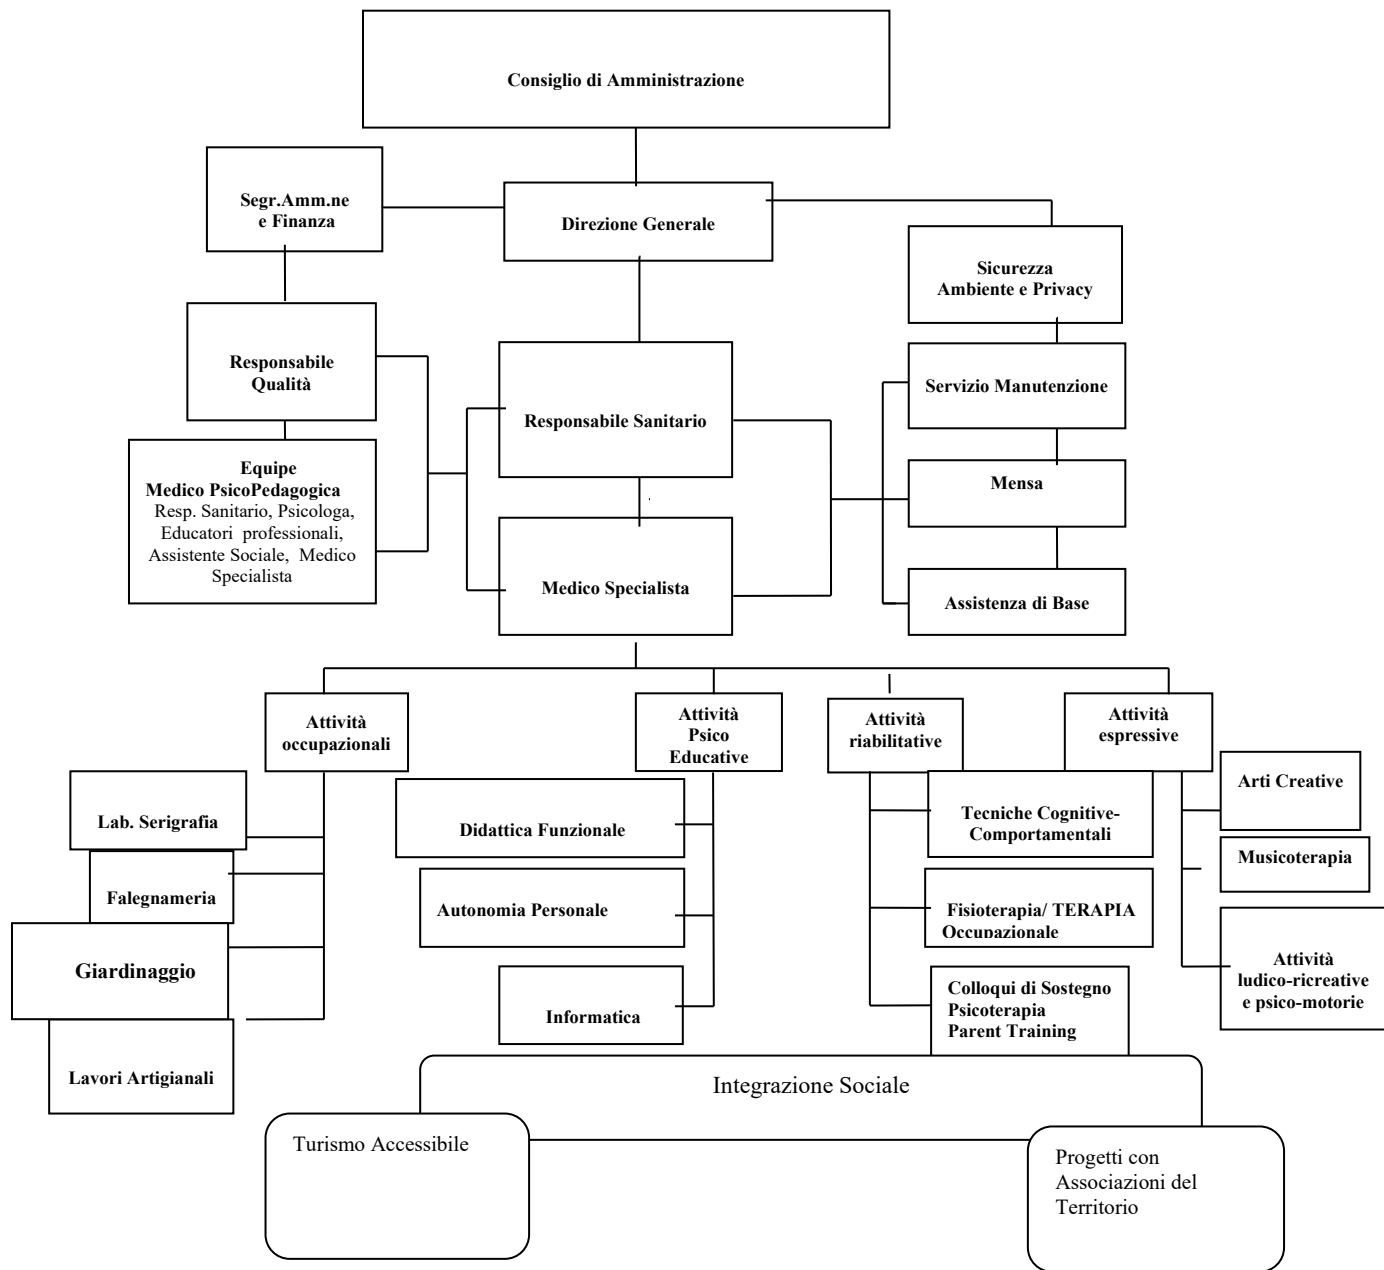 Consiglio di Amministrazione
Segr.Amm.ne
e Finanza
Direzione Generale
Sicurezza
Ambiente e Privacy
Responsabile
Qualità
Responsabile Sanitario
Servizio Manutenzione
Equipe
Medico PsicoPedagogica
Resp. Sanitario, Psicologa,
Educatori professionali,
Assistente Sociale, Medico
Specialista
Mensa
Medico Specialista
Assistenza di Base
Attività
occupazionali
Attività
Psico
Educative
Attività
riabilitative
Attività
espressive
Lab. Serigrafia
Falegnameria
Giardinaggio
Lavori Artigianali
Didattica Funzionale
Autonomia Personale
Informatica
Tecniche Cognitive-
Comportamentali
Fisioterapia/ TERAPIA
Occupazionale
Colloqui di Sostegno
Psicoterapia
Parent Training
Arti Creative
Musicoterapia
Attività
ludico-ricreative
e psico-motorie
Integrazione Sociale
Turismo Accessibile
Progetti con
Associazioni del
Territorio